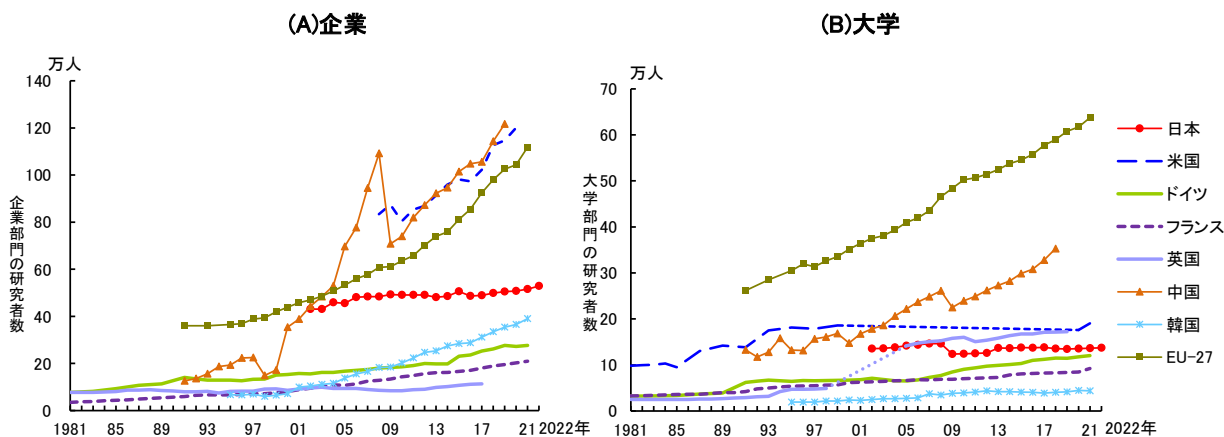 (A)企業
万人
140
120
100
80
60
40
20
0
企業部門の研究者数
1981 85 89 93 97 01 05 09 13 17 21 2022年
(B)大学
万人
70
60
50
40
30
20
10
0
大学部門の研究者数
1981 85 89 93 97 01 05 09 13 17 21 2022年
日本
米国
ドイツ
フランス
英国
中国
韓国
EU-27